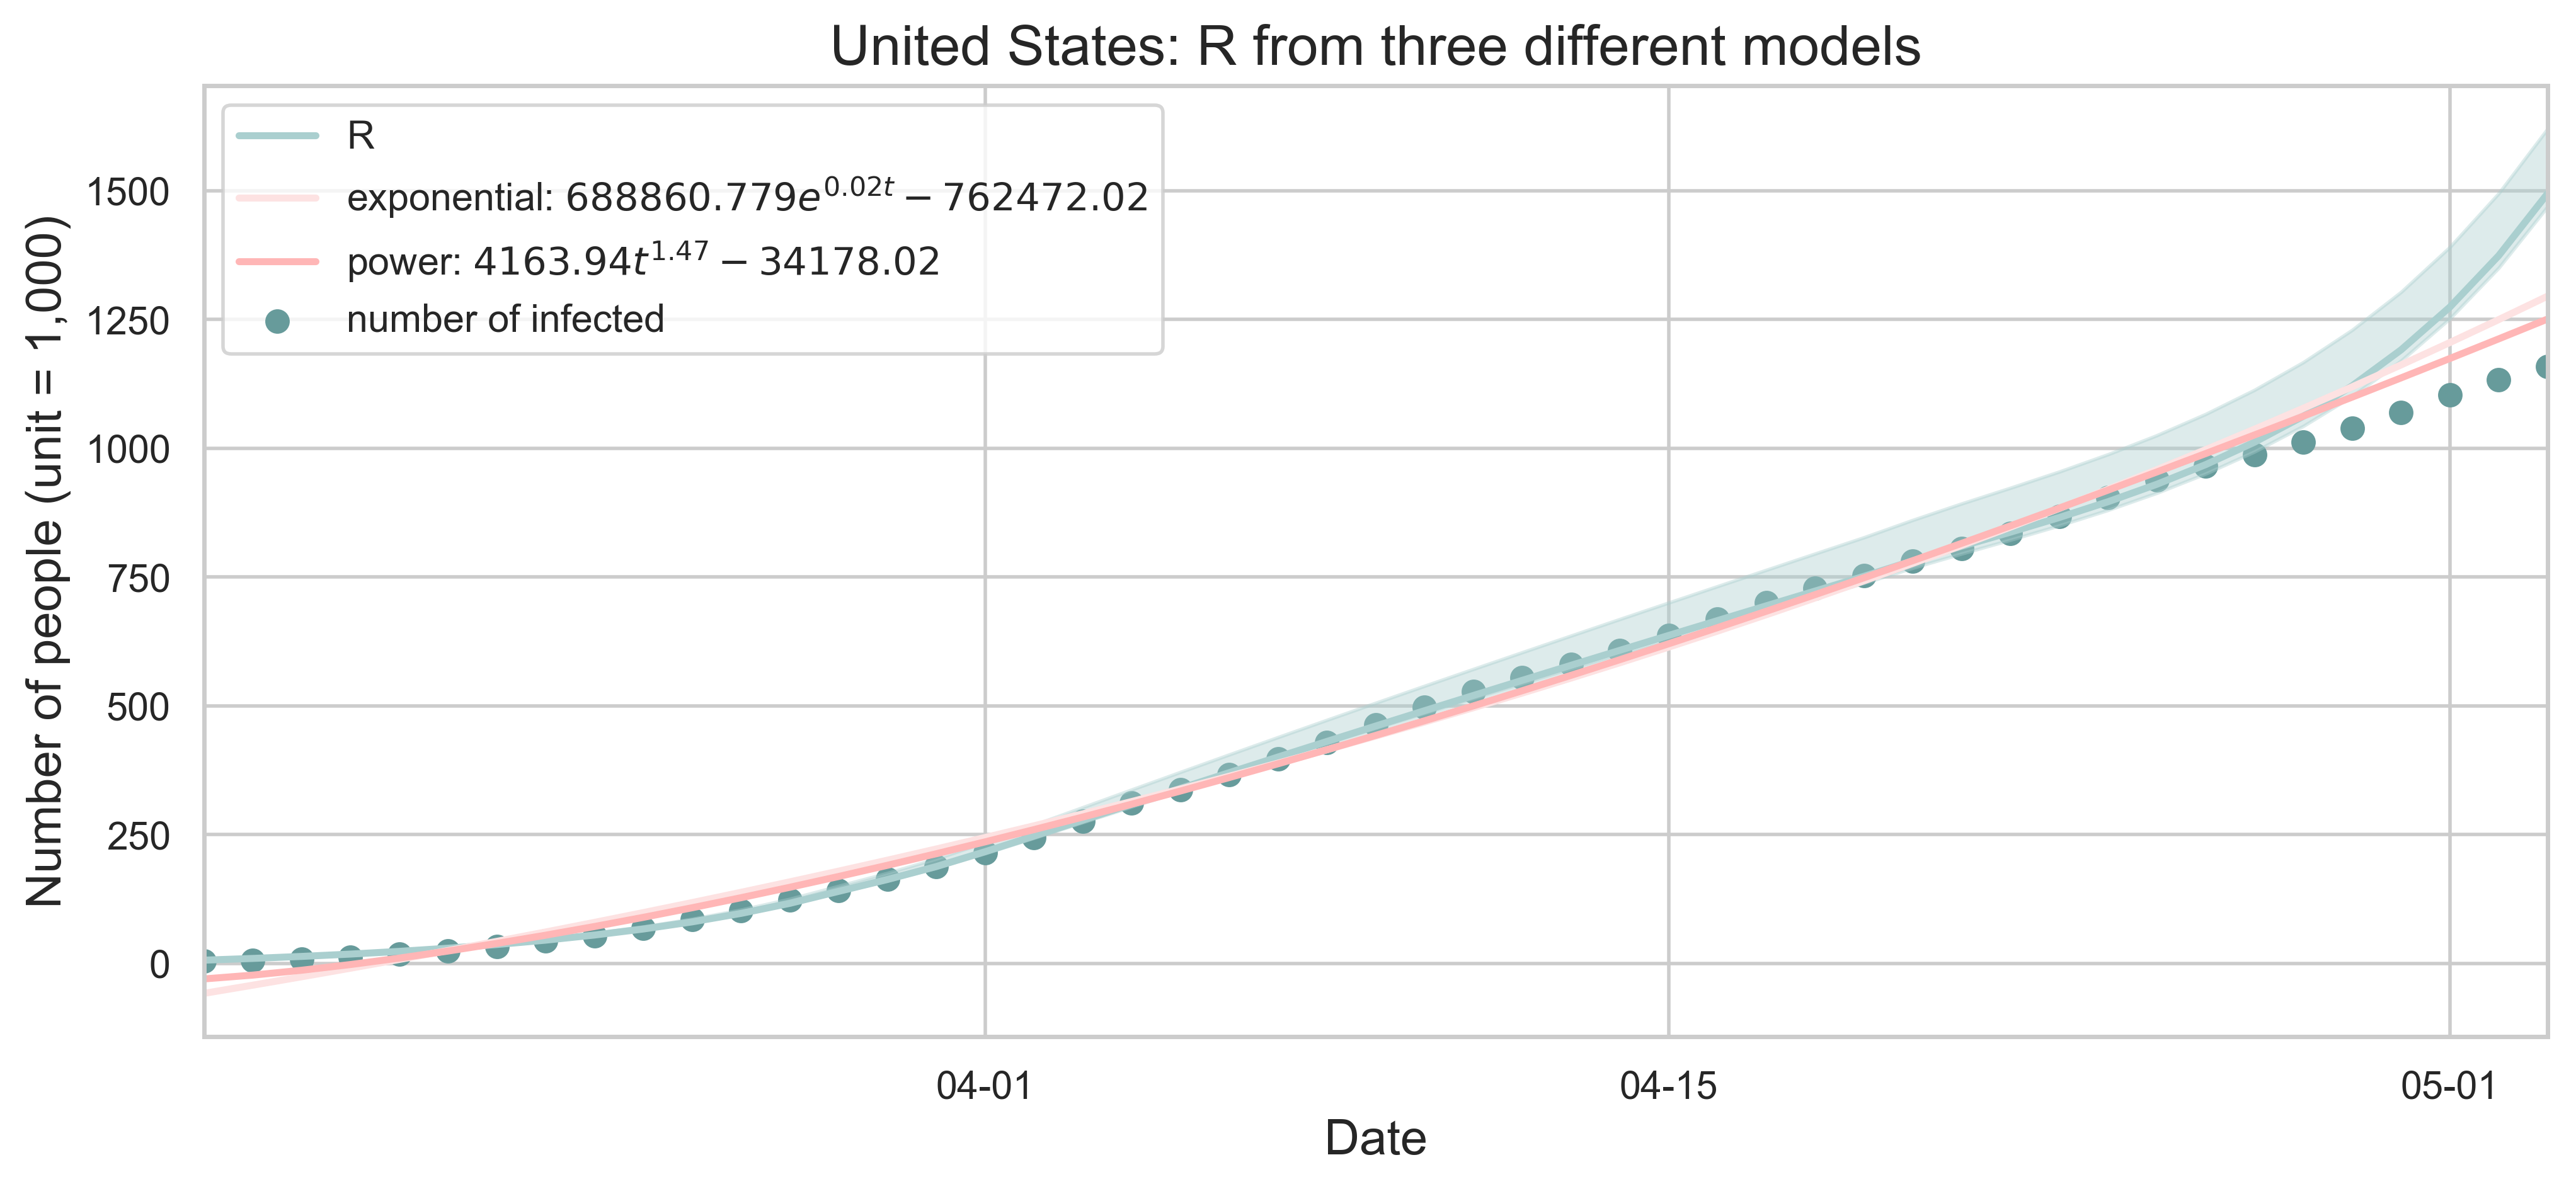 United States: R from three different models
R
exponential: 688860.779e^{0.02t} − 762472.02
power: 4163.94t^{1.47} − 34178.02
number of infected
Number of people (unit = 1,000)
1500
1250
1000
750
500
250
0
04-01 04-15 05-01
Date